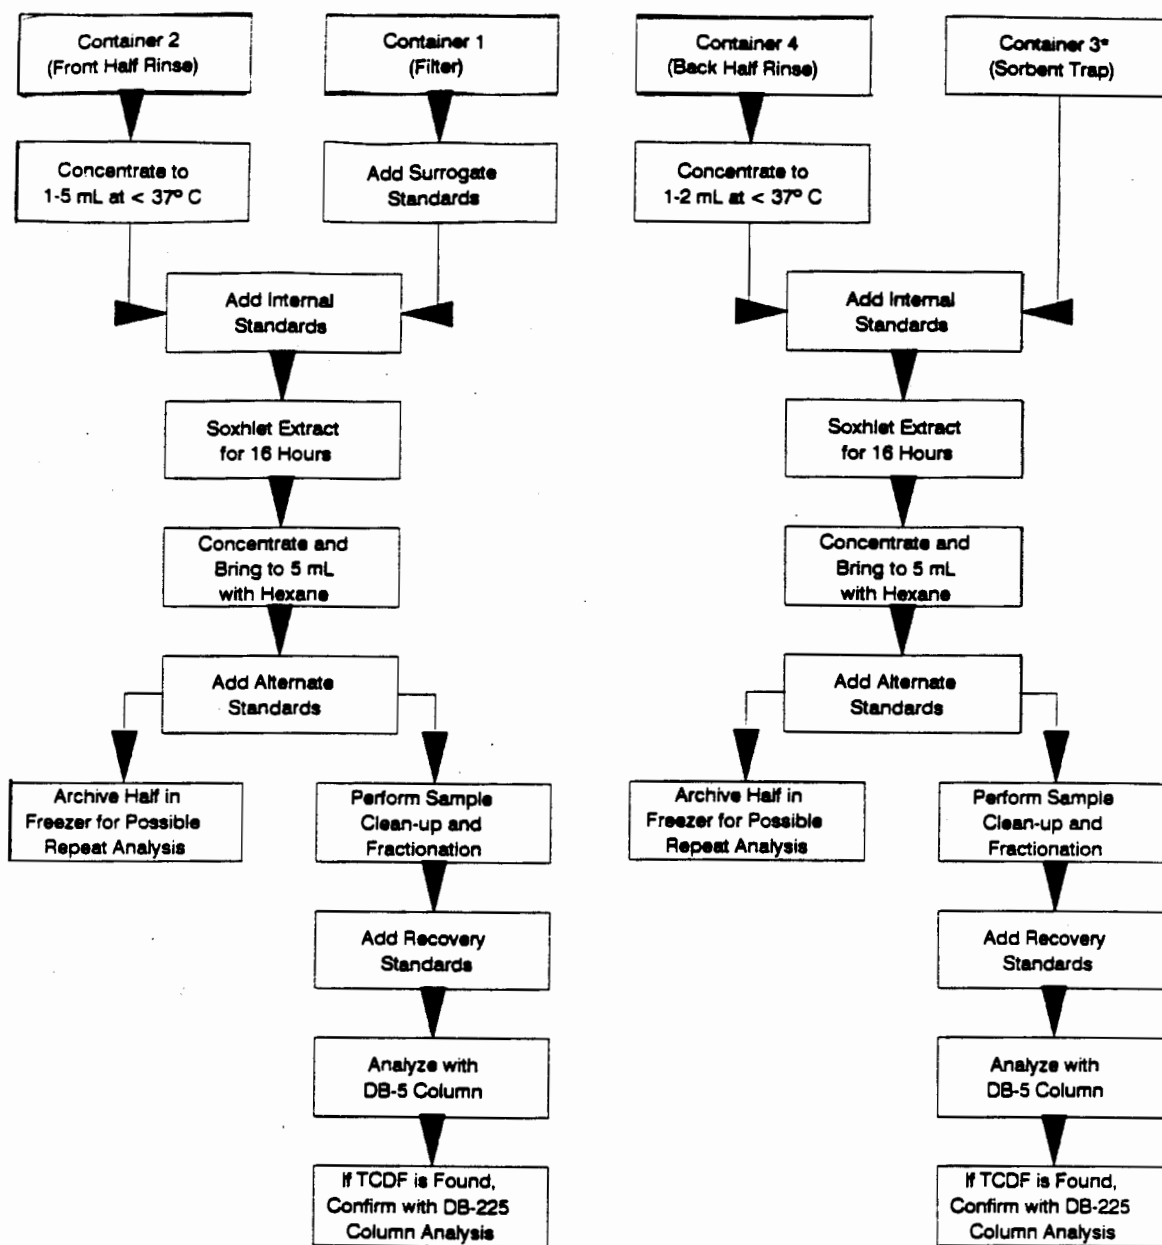 Container 2
(Front Half Rinse)
Container 1
(Filter)
Container 4
(Back Half Rinse)
Container 3*
(Sorbent Trap)
Concentrate to
1-5 mL at < 37º C
Add Surrogate
Standards
Concentrate to
1-2 mL at < 37º C
Add Internal
Standards
Add Internal
Standards
Soxhlet Extract
for 16 Hours
Soxhlet Extract
for 16 Hours
Concentrate and
Bring to 5 mL
with Hexane
Concentrate and
Bring to 5 mL
with Hexane
Add Alternate
Standards
Add Alternate
Standards
Archive Half in
Freezer for Possible
Repeat Analysis
Perform Sample
Clean-up and
Fractionation
Archive Half in
Freezer for Possible
Repeat Analysis
Perform Sample
Clean-up and
Fractionation
Add Recovery
Standards
Add Recovery
Standards
Analyze with
DB-5 Column
Analyze with
DB-5 Column
If TCDF is Found,
Confirm with DB-225
Column Analysis
If TCDF is Found,
Confirm with DB-225
Column Analysis